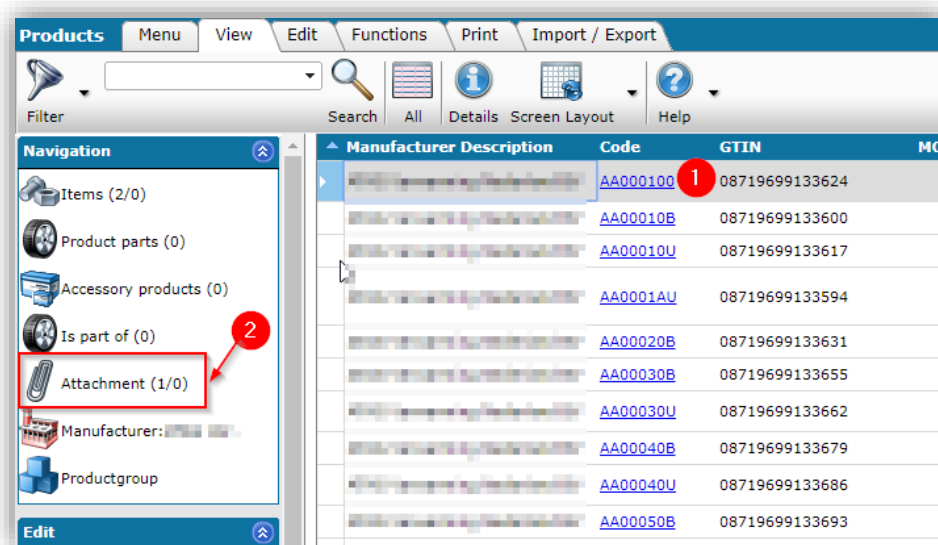 Products Menu View Edit Functions Print Import / Export
Filter Search All Details Screen Layout Help
Navigation
Items (2/0)
Product parts (0)
Accessory products (0)
Is part of (0)
2
Attachment (1/0)
Manufacturer:
Productgroup
Edit
Manufacturer Description Code GTIN
AA000100 1 08719699133624
AA00010B 08719699133600
AA00010U 08719699133617
AA0001AU 08719699133594
AA00020B 08719699133631
AA00030B 08719699133655
AA00030U 08719699133662
AA00040B 08719699133679
AA00040U 08719699133686
AA00050B 08719699133693